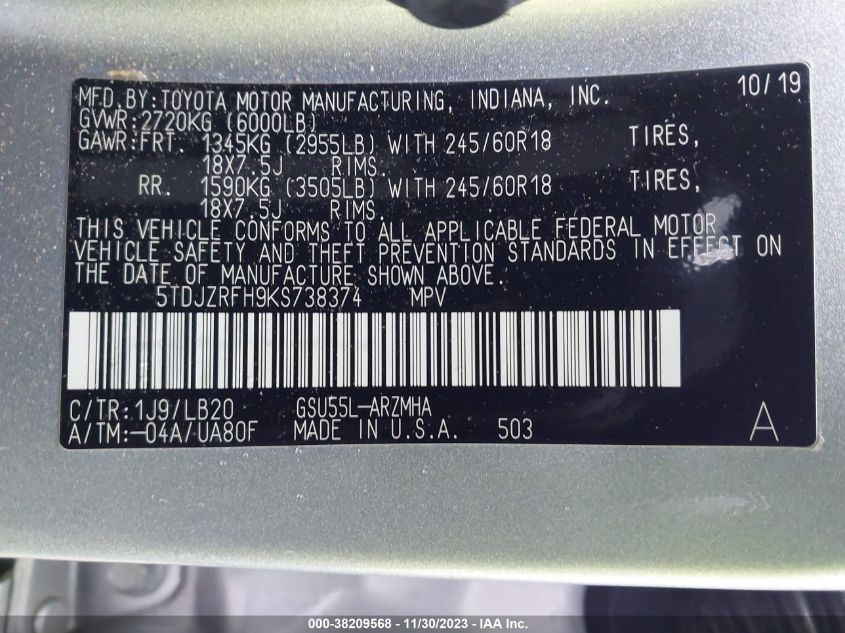 MFD.BY:TOYOTA MOTOR MANUFACTURING, INDIANA, INC. 10/19
GVWR:2720KG (6000LB)
GAWR:FRT. 1345KG (2955LB) WITH 245/60R18 TIRES,
18X7.5J RIMS.
RR. 1590KG (3505LB) WITH 245/60R18 TIRES,
18X7.5J RIMS.
THIS VEHICLE CONFORMS TO ALL APPLICABLE FEDERAL MOTOR
VEHICLE SAFETY AND THEFT PREVENTION STANDARDS IN EFFECT ON
THE DATE OF MANUFACTURE SHOWN ABOVE.
5TDJZRFH9KS738374 MPV
C/TR:1J9/LB20 GSU55L-ARZMHA
A/TM:-04A/UA80F MADE IN U.S.A. 503 A
000-38209568 - 11/30/2023 - IAA Inc.